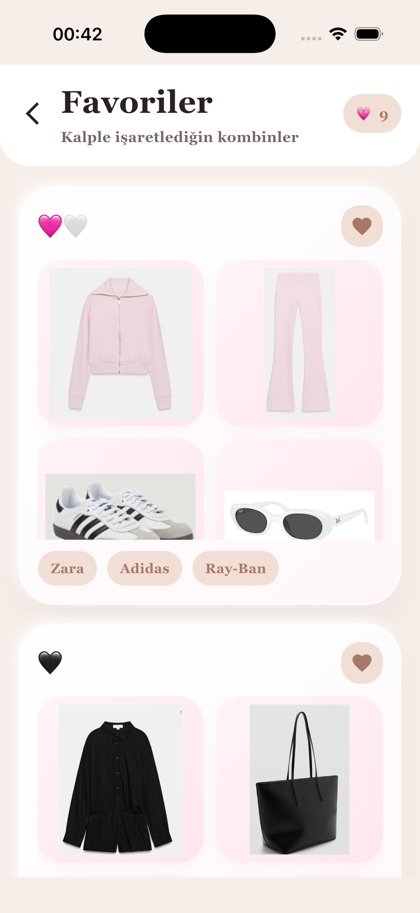 00:42
Favoriler
Kalple işaretlediğin kombinler
9
Zara
Adidas
Ray-Ban